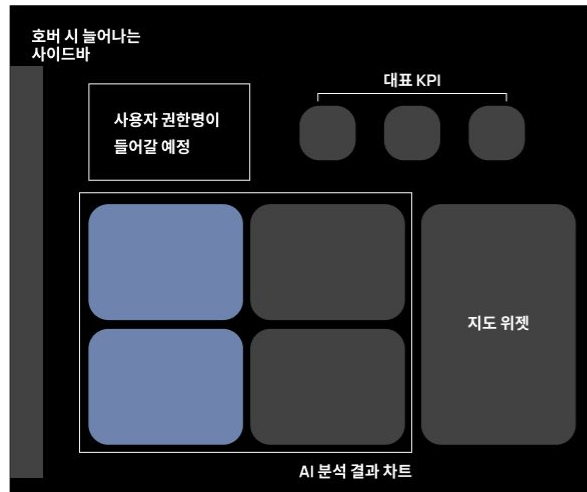 호버 시 늘어나는
사이드바
대표 KPI
사용자 권한명이
들어갈 예정
지도 위젯
AI 분석 결과 차트